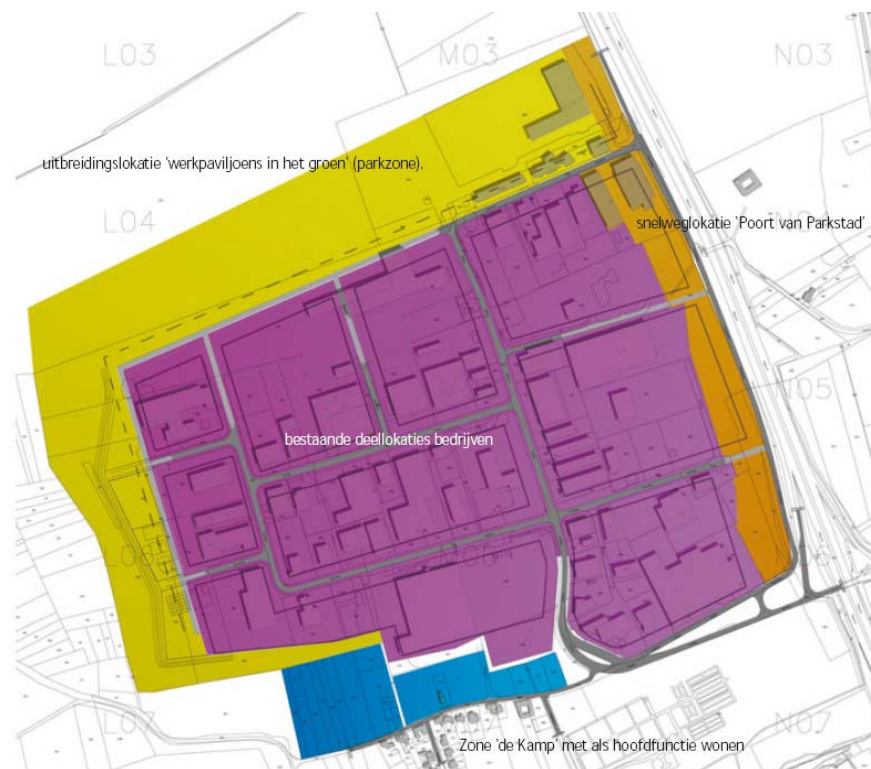 L03 M03 N03
uitbreidingslokatie 'werkpaviljoens in het groen' (parkzone).
L04
snelweglokatie 'Poort van Parkstad'
N05
bestaande deellokaties bedrijven
L06
L07 N07
Zone 'de Kamp' met als hoofdfunctie wonen